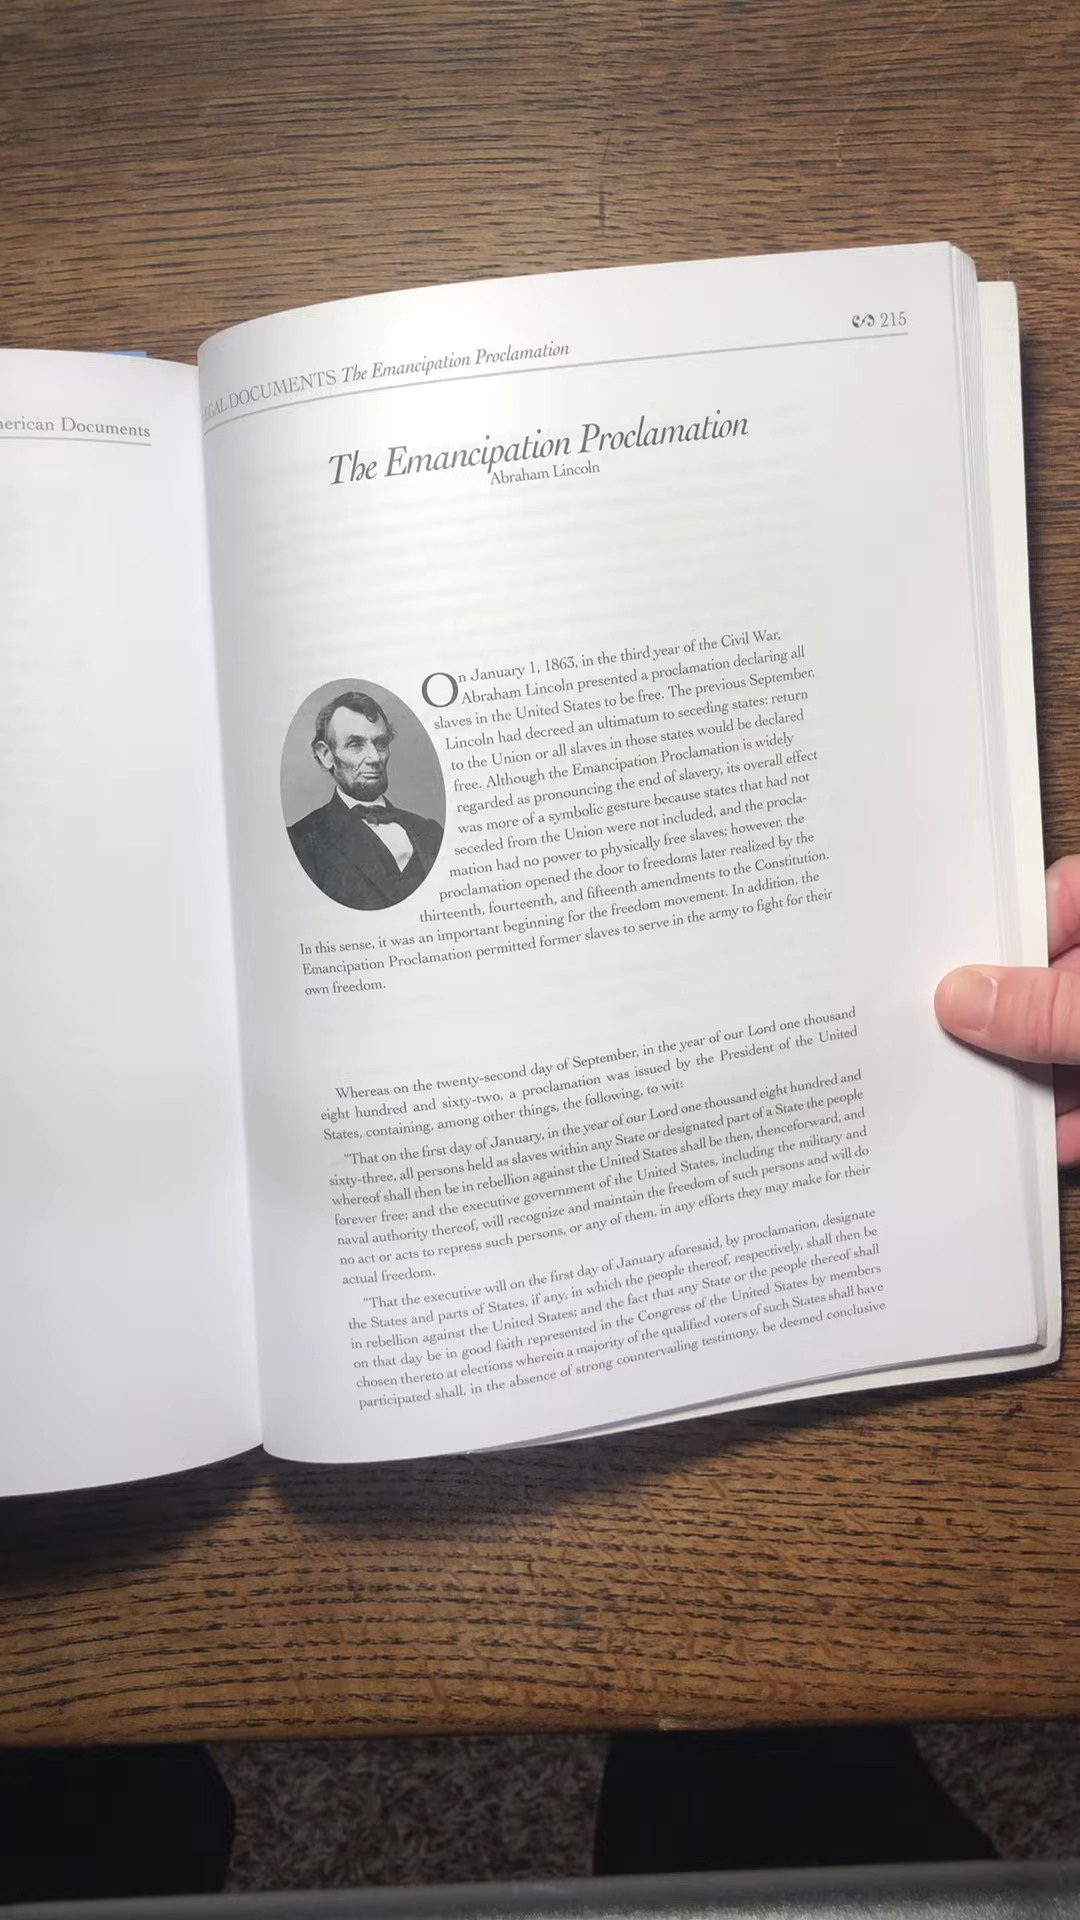 erican Documents
LEGAL DOCUMENTS The Emancipation Proclamation
215
The Emancipation Proclamation
Abraham Lincoln
On January 1, 1863, in the third year of the Civil War,
Abraham Lincoln presented a proclamation declaring all
slaves in the United States to be free. The previous September,
Lincoln had decreed an ultimatum to seceding states: return
to the Union or all slaves in those states would be declared
free. Although the Emancipation Proclamation is widely
regarded as pronouncing the end of slavery, its overall effect
was more of a symbolic gesture because states that had not
seceded from the Union were not included, and the procla-
mation had no power to physically free slaves; however, the
proclamation opened the door to freedoms later realized by the
thirteenth, fourteenth, and fifteenth amendments to the Constitution.
In this sense, it was an important beginning for the freedom movement. In addition, the
Emancipation Proclamation permitted former slaves to serve in the army to fight for their
own freedom.
Whereas on the twenty-second day of September, in the year of our Lord one thousand
eight hundred and sixty-two, a proclamation was issued by the President of the United
States, containing, among other things, the following, to wit:
"That on the first day of January, in the year of our Lord one thousand eight hundred and
sixty-three, all persons held as slaves within any State or designated part of a State the people
whereof shall then be in rebellion against the United States shall be then, thenceforward, and
forever free; and the executive government of the United States, including the military and
naval authority thereof, will recognize and maintain the freedom of such persons and will do
no act or acts to repress such persons, or any of them, in any efforts they may make for their
actual freedom.
"That the executive will on the first day of January aforesaid, by proclamation, designate
the States and parts of States, if any, in which the people thereof, respectively, shall then be
in rebellion against the United States; and the fact that any State or the people thereof shall
on that day be in good faith represented in the Congress of the United States by members
chosen thereto at elections wherein a majority of the qualified voters of such States shall have
participated shall, in the absence of strong countervailing testimony, be deemed conclusive